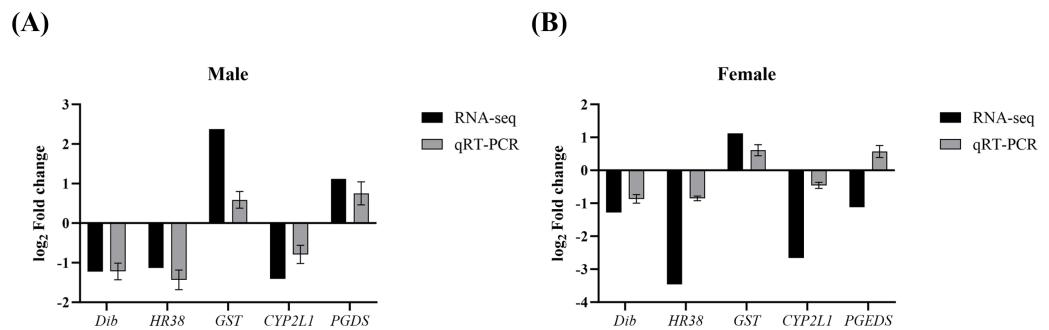 (A)
Male
log2 Fold change
3
2
1
0
-1
-2
Dib HR38 GST CYP2L1 PGDS
RNA-seq
qRT-PCR
(B)
Female
log2 Fold change
2
1
0
-1
-2
-3
-4
Dib HR38 GST CYP2L1 PGEDS
RNA-seq
qRT-PCR